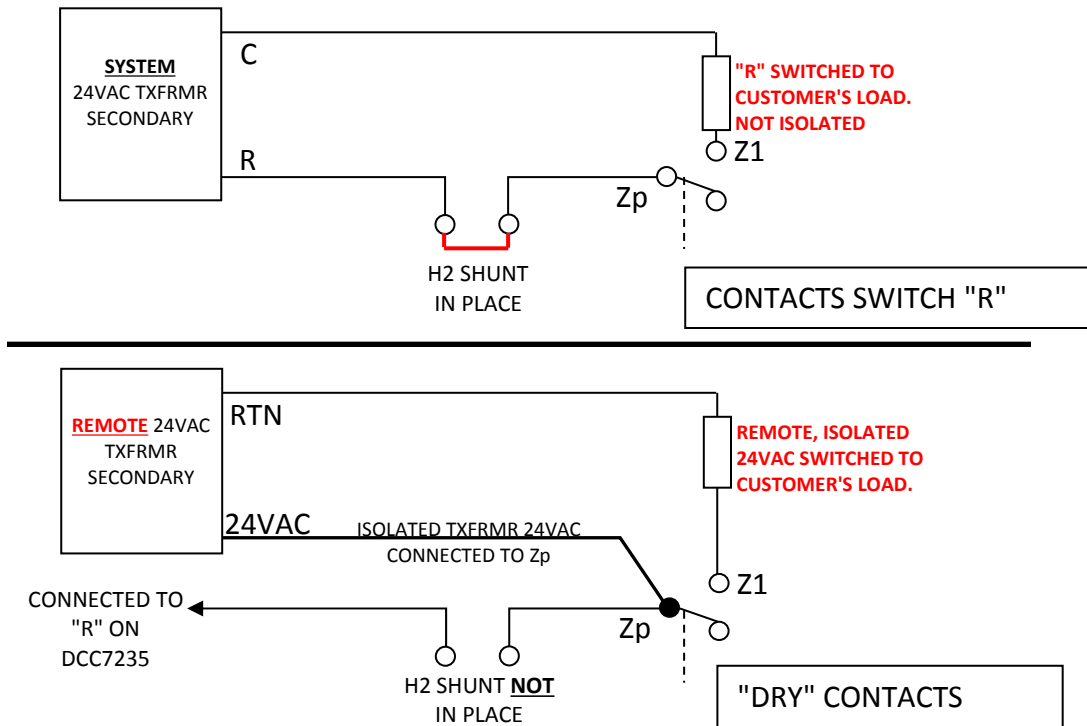 SYSTEM
24VAC TXFRMR
SECONDARY
C
"R" SWITCHED TO
CUSTOMER'S LOAD.
NOT ISOLATED
R
Z1
Zp
H2 SHUNT
IN PLACE
CONTACTS SWITCH "R"
REMOTE 24VAC
TXFRMR
SECONDARY
RTN
REMOTE, ISOLATED
24VAC SWITCHED TO
CUSTOMER'S LOAD.
24VAC
ISOLATED TXFRMR 24VAC
CONNECTED TO Zp
Z1
CONNECTED TO
"R" ON
DCC7235
Zp
H2 SHUNT NOT
IN PLACE
"DRY" CONTACTS